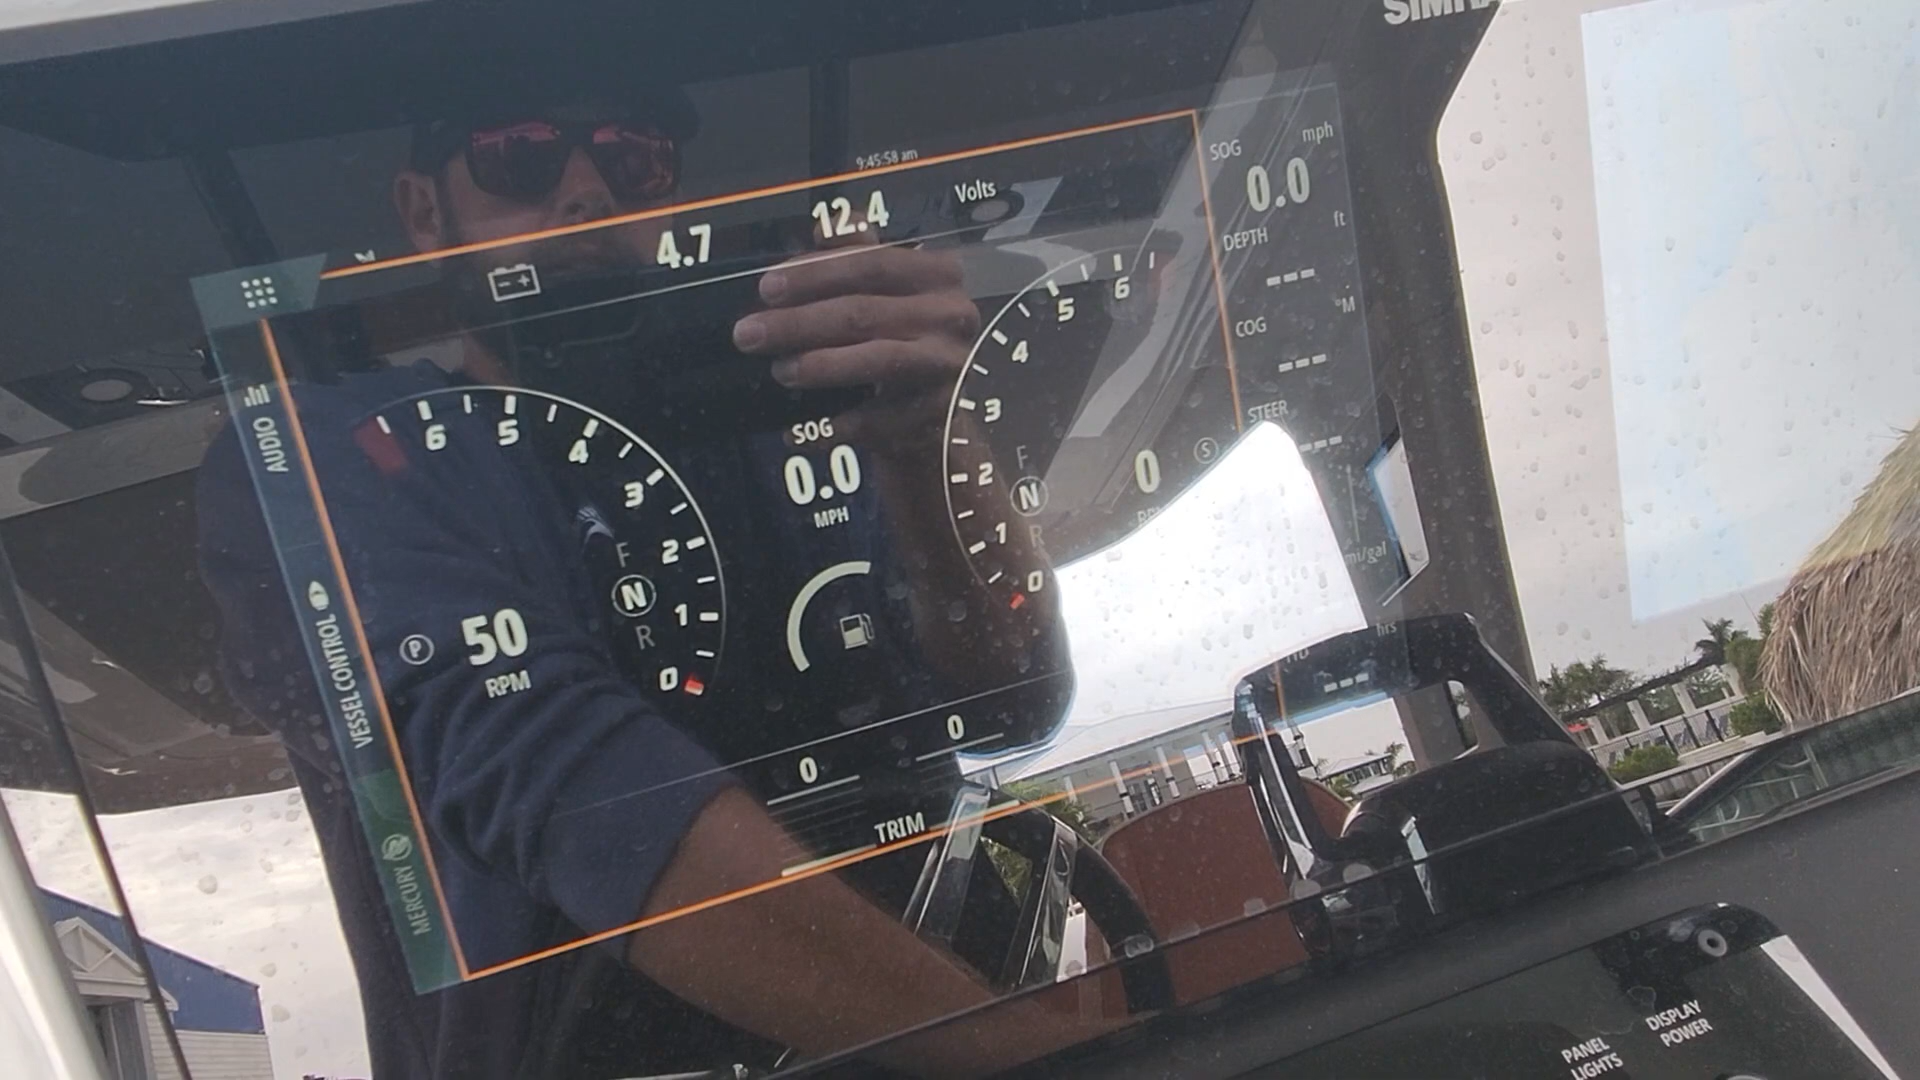 9:45:58 am
4.7
12.4
Volts
AUDIO
VESSEL CONTROL
MERCURY
6
5
4
3
2
1
0
F
N
R
P
50
RPM
SOG
0.0
MPH
6
5
4
3
2
1
0
F
N
R
0
S
0
0
TRIM
SOG
mph
0.0
DEPTH
ft
---
COG
°M
---
STEER
---
mi/gal
hrs
---
PANEL
LIGHTS
DISPLAY
POWER